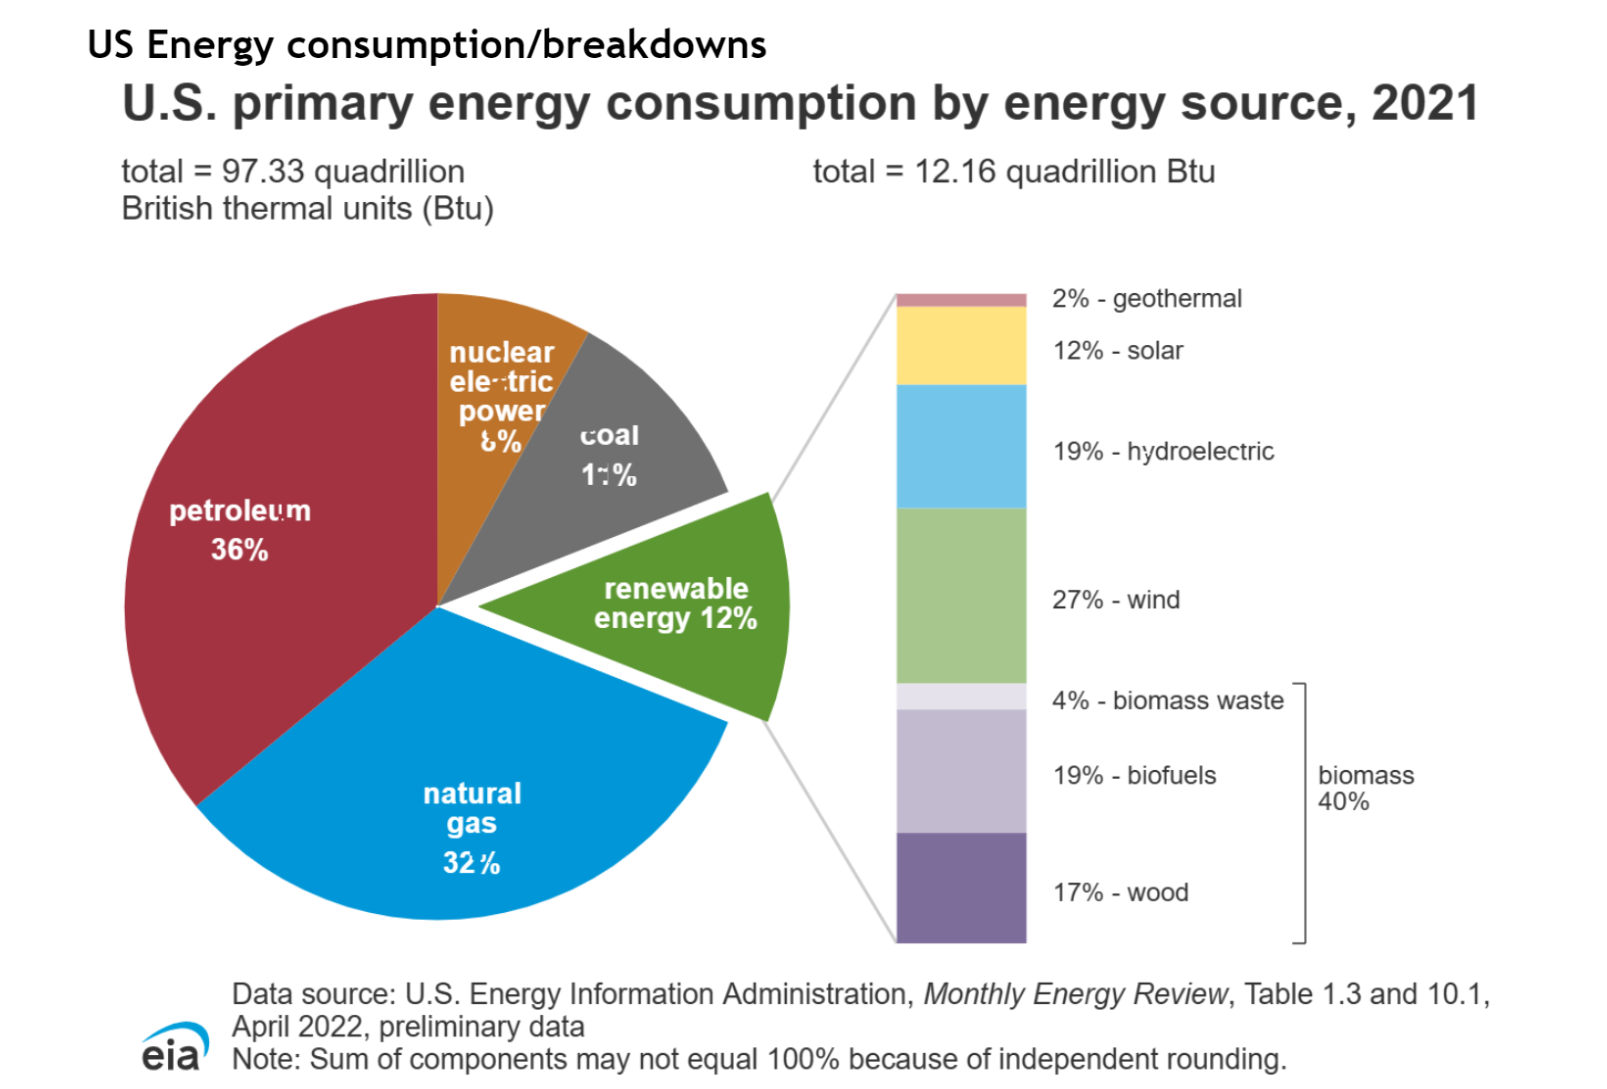 US Energy consumption/breakdowns
U.S. primary energy consumption by energy source, 2021
total = 97.33 quadrillion
British thermal units (Btu)
total = 12.16 quadrillion Btu
nuclear
electric
power
coal
petroleum
36%
renewable
energy 12%
natural
gas
32%
2% - geothermal
12% - solar
19% - hydroelectric
27% - wind
4% - biomass waste
19% - biofuels
17% - wood
biomass
40%
Data source: U.S. Energy Information Administration, Monthly Energy Review, Table 1.3 and 10.1,
April 2022, preliminary data
Note: Sum of components may not equal 100% because of independent rounding.
eia